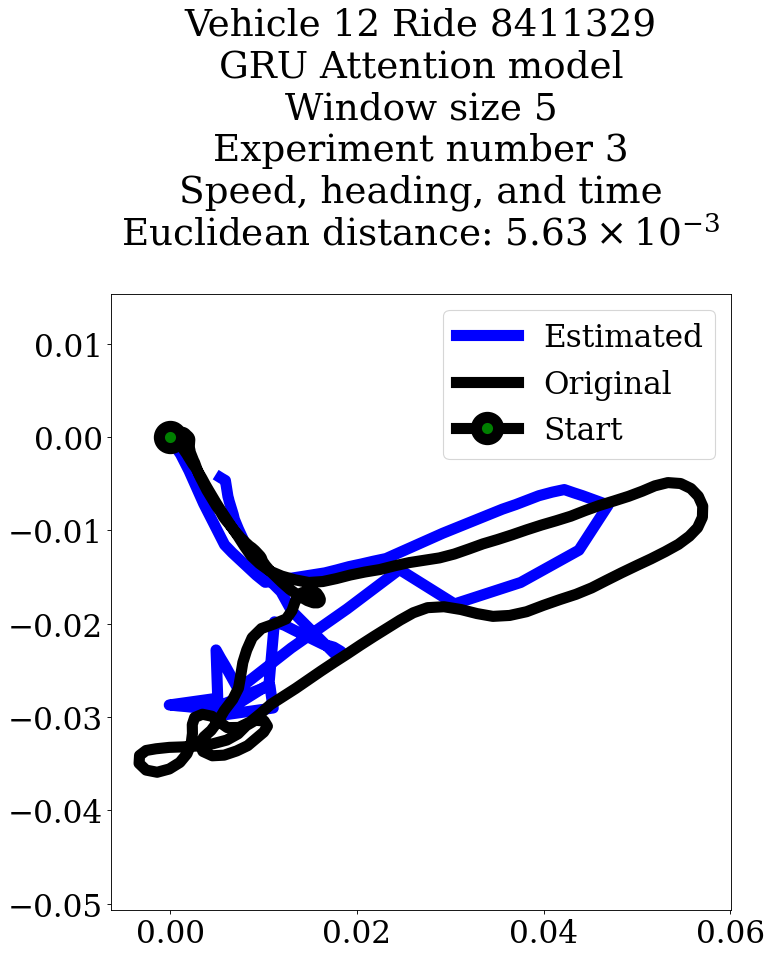 Vehicle 12 Ride 8411329
GRU Attention model
Window size 5
Experiment number 3
Speed, heading, and time
Euclidean distance: 5.63 × 10⁻³
Estimated
Original
Start
0.01
0.00
−0.01
−0.02
−0.03
−0.04
−0.05
0.00 0.02 0.04 0.06